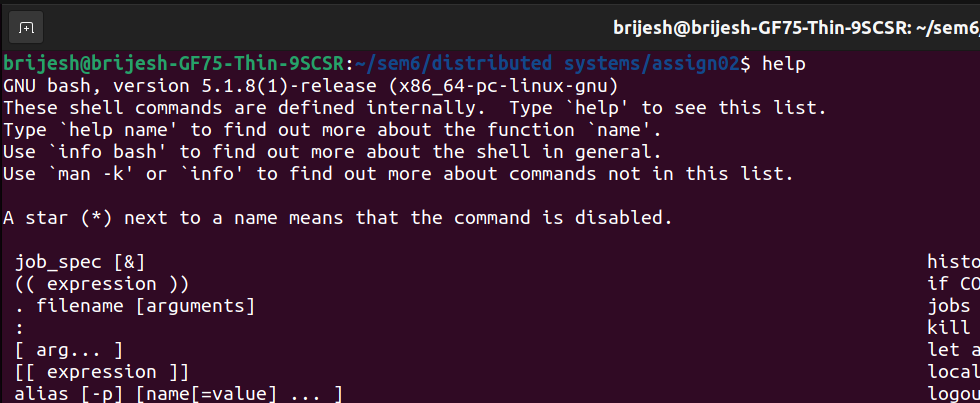 brijesh@brijesh-GF75-Thin-9SCSR: ~/sem6
brijesh@brijesh-GF75-Thin-9SCSR:~/sem6/distributed systems/assign02$ help
GNU bash, version 5.1.8(1)-release (x86_64-pc-linux-gnu)
These shell commands are defined internally.  Type `help' to see this list.
Type `help name' to find out more about the function `name'.
Use `info bash' to find out more about the shell in general.
Use `man -k' or `info' to find out more about commands not in this list.
A star (*) next to a name means that the command is disabled.
job_spec [&] histo
(( expression )) if CO
. filename [arguments] jobs
: kill
[ arg... ] let a
[[ expression ]] local
alias [-p] [name[=value] ... ] logou